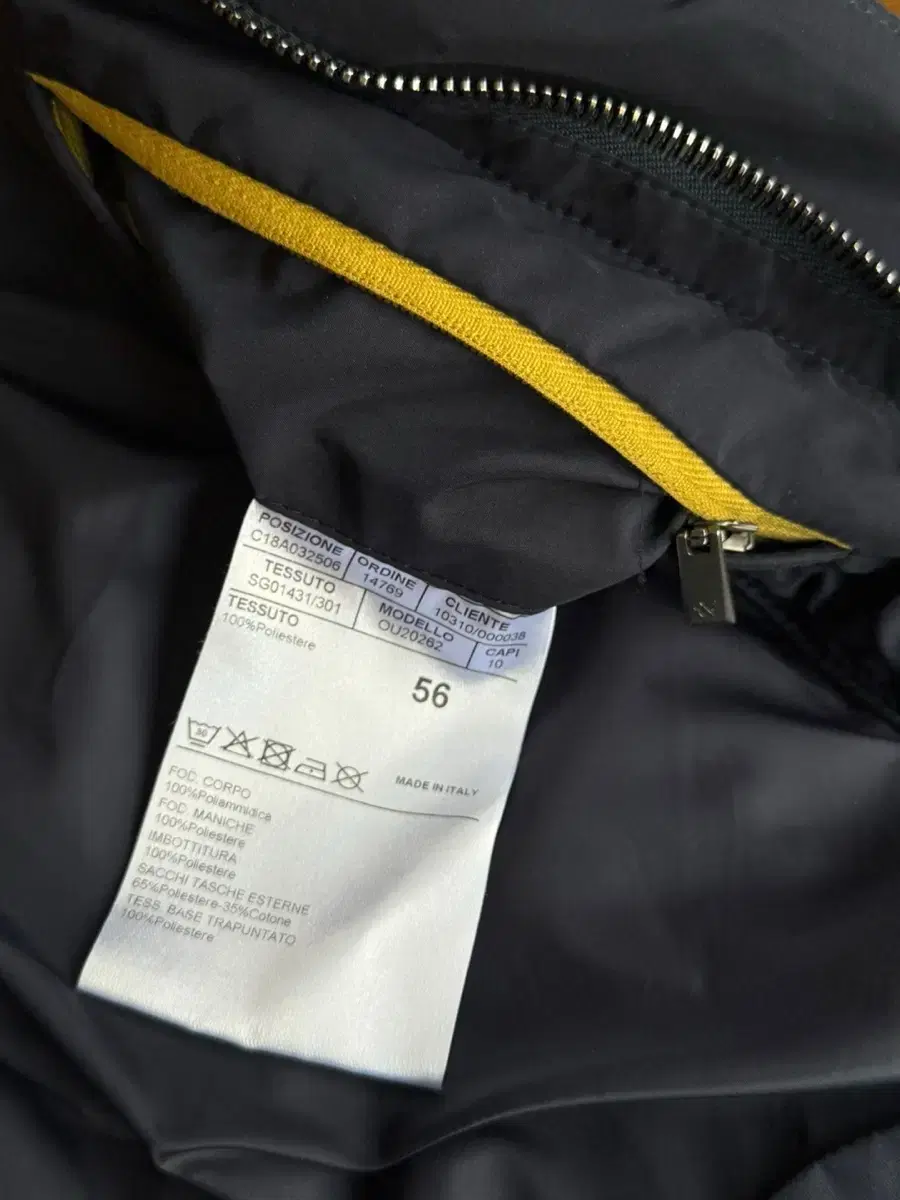 POSIZIONE
C18A032506
ORDINE
14769
CLIENTE
10310/000038
TESSUTO
SG01431/301
MODELLO
OU20262
CAPI
10
TESSUTO
100%Poliestere
56
30
MADE IN ITALY
FOD. CORPO
100%Poliammidica
FOD. MANICHE
100%Poliestere
IMBOTTITURA
100%Poliestere
SACCHI TASCHE ESTERNE
65%Poliestere-35%Cotone
TESS. BASE TRAPUNTATO
100%Poliestere